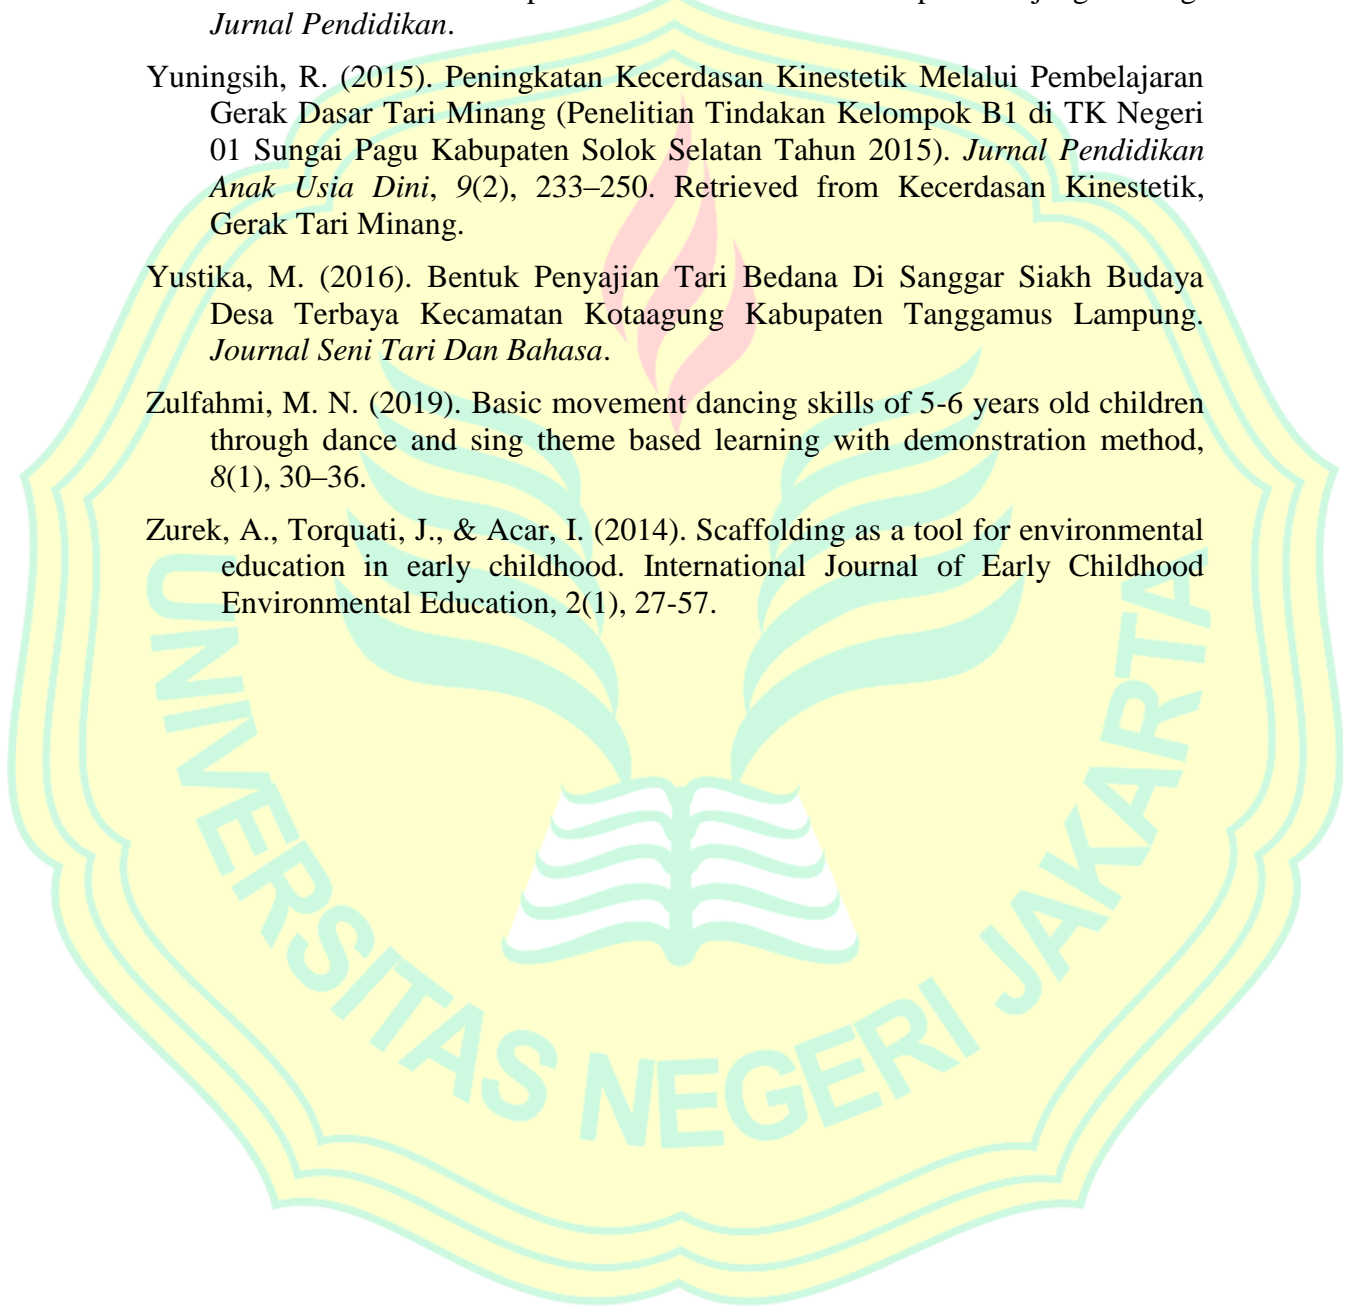 Jurnal Pendidikan.
Yuningsih, R. (2015). Peningkatan Kecerdasan Kinestetik Melalui Pembelajaran
Gerak Dasar Tari Minang (Penelitian Tindakan Kelompok B1 di TK Negeri
01 Sungai Pagu Kabupaten Solok Selatan Tahun 2015). Jurnal Pendidikan
Anak Usia Dini, 9(2), 233–250. Retrieved from Kecerdasan Kinestetik,
Gerak Tari Minang.
Yustika, M. (2016). Bentuk Penyajian Tari Bedana Di Sanggar Siakh Budaya
Desa Terbaya Kecamatan Kotaagung Kabupaten Tanggamus Lampung.
Journal Seni Tari Dan Bahasa.
Zulfahmi, M. N. (2019). Basic movement dancing skills of 5-6 years old children
through dance and sing theme based learning with demonstration method,
8(1), 30–36.
Zurek, A., Torquati, J., & Acar, I. (2014). Scaffolding as a tool for environmental
education in early childhood. International Journal of Early Childhood
Environmental Education, 2(1), 27-57.
UNIVERSITAS NEGERI JAKARTA